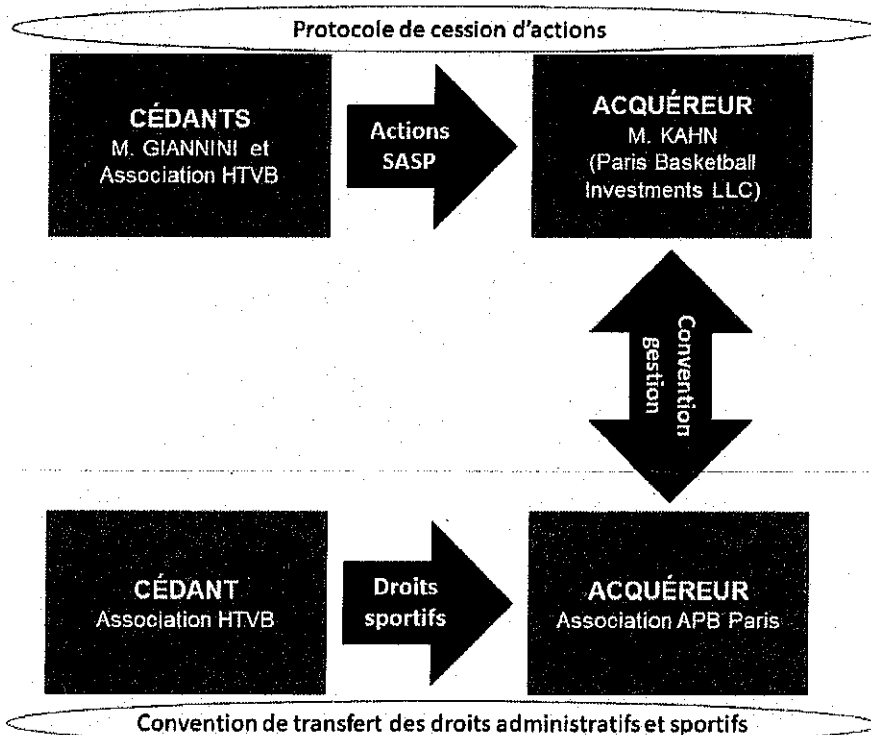 Protocole de cession d'actions
CÉDANTS
M. GIANNINI et
Association HTVB
Actions
SASP
ACQUÉREUR
M. KAHN
(Paris Basketball
Investments LLC)
Convention
gestion
CÉDANT
Association HTVB
Droits
sportifs
ACQUÉREUR
Association APB Paris
Convention de transfert des droits administratifs et sportifs